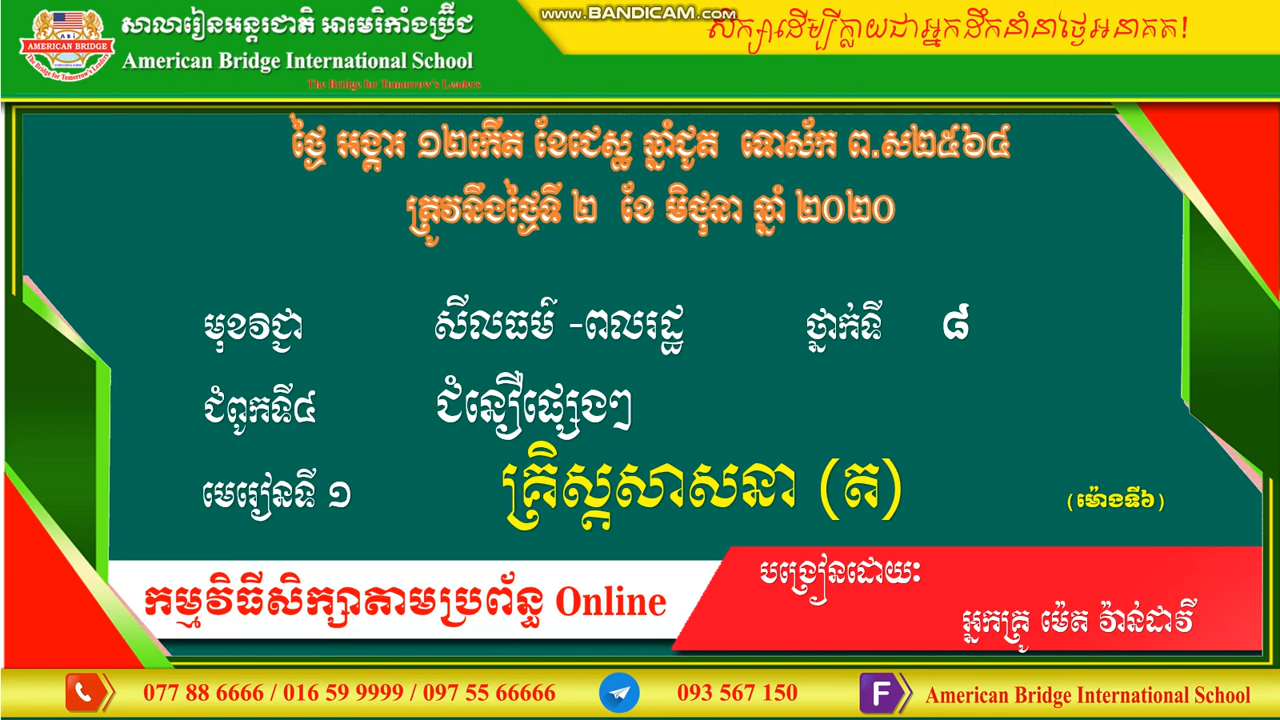 www.BANDICAM.com
សាលារៀនអន្តរជាតិ អាមេរិកាំងប្រ៊ីជ
American Bridge International School
The Bridge for Tomorrow's Leaders
សិក្សាដើម្បីក្លាយជាអ្នកដឹកនាំនាថ្ងៃអនាគត!
AMERICAN BRIDGE
The Bridge for Tomorrow's Leaders
ថ្ងៃ អង្គារ ១២កើត ខែជេស្ឋ ឆ្នាំជូត ទោស័ក ព.ស២៥៦៤
ត្រូវនឹងថ្ងៃទី ២ ខែ មិថុនា ឆ្នាំ ២០២០
មុខវិជ្ជា សីលធម៌ -ពលរដ្ឋ ថ្នាក់ទី ៨
ជំពូកទី៤ ជំនឿផ្សេងៗ
មេរៀនទី ១ គ្រិស្តសាសនា (ត) (ម៉ោងទី៦)
កម្មវិធីសិក្សាតាមប្រព័ន្ធ Online
បង្រៀនដោយៈ
អ្នកគ្រូ ម៉េត វ៉ាន់ដាវី
077 88 6666 / 016 59 9999 / 097 55 66666
093 567 150
American Bridge International School